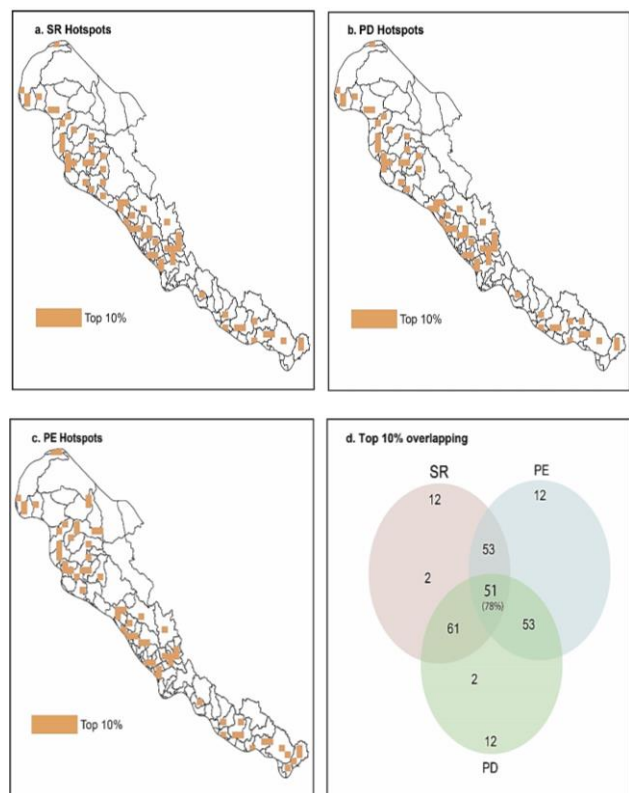 a. SR Hotspots
Top 10%
b. PD Hotspots
Top 10%
c. PE Hotspots
Top 10%
d. Top 10% overlapping
SR
PE
12
12
53
2
51
(78%)
61
53
2
12
PD